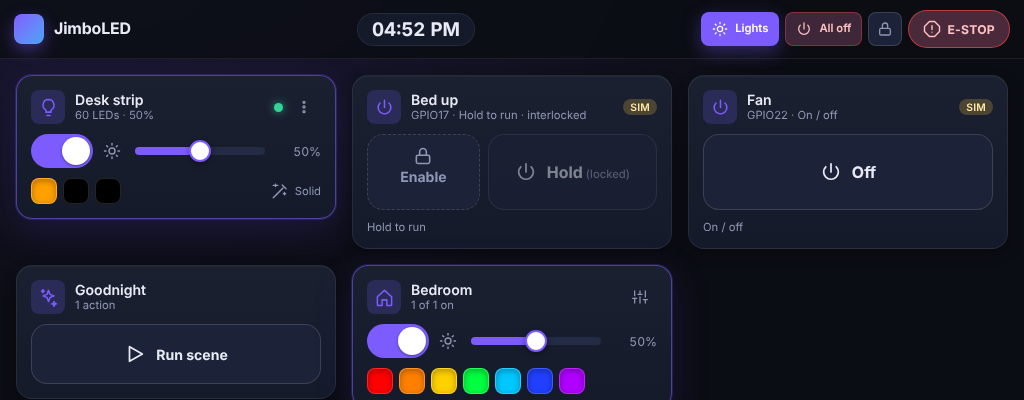 JimboLED
04:52 PM
Lights
All off
E-STOP
Desk strip
60 LEDs · 50%
50%
Solid
Bed up
GPIO17 · Hold to run · interlocked
SIM
Enable
Hold (locked)
Hold to run
Fan
GPIO22 · On / off
SIM
Off
On / off
Goodnight
1 action
Run scene
Bedroom
1 of 1 on
50%